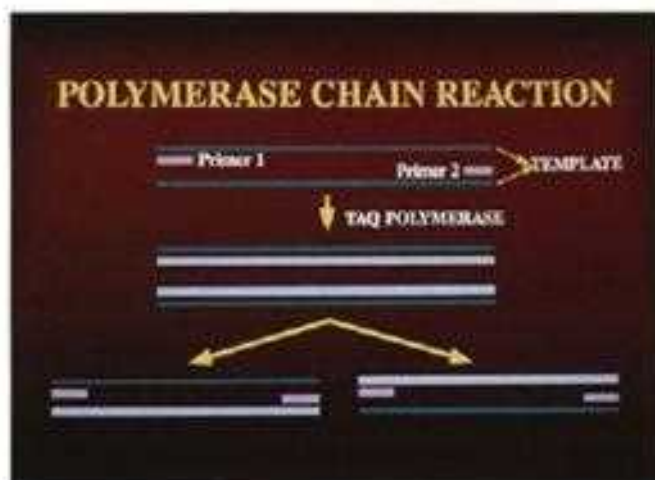 POLYMERASE CHAIN REACTION
Primer 1
Primer 2
TEMPLATE
TAQ POLYMERASE